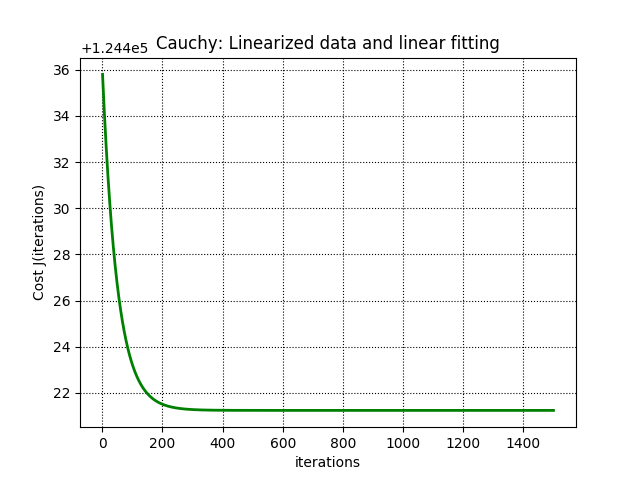 +1.244e5
Cauchy: Linearized data and linear fitting
36
34
32
30
28
26
24
22
Cost J(iterations)
0 200 400 600 800 1000 1200 1400
iterations